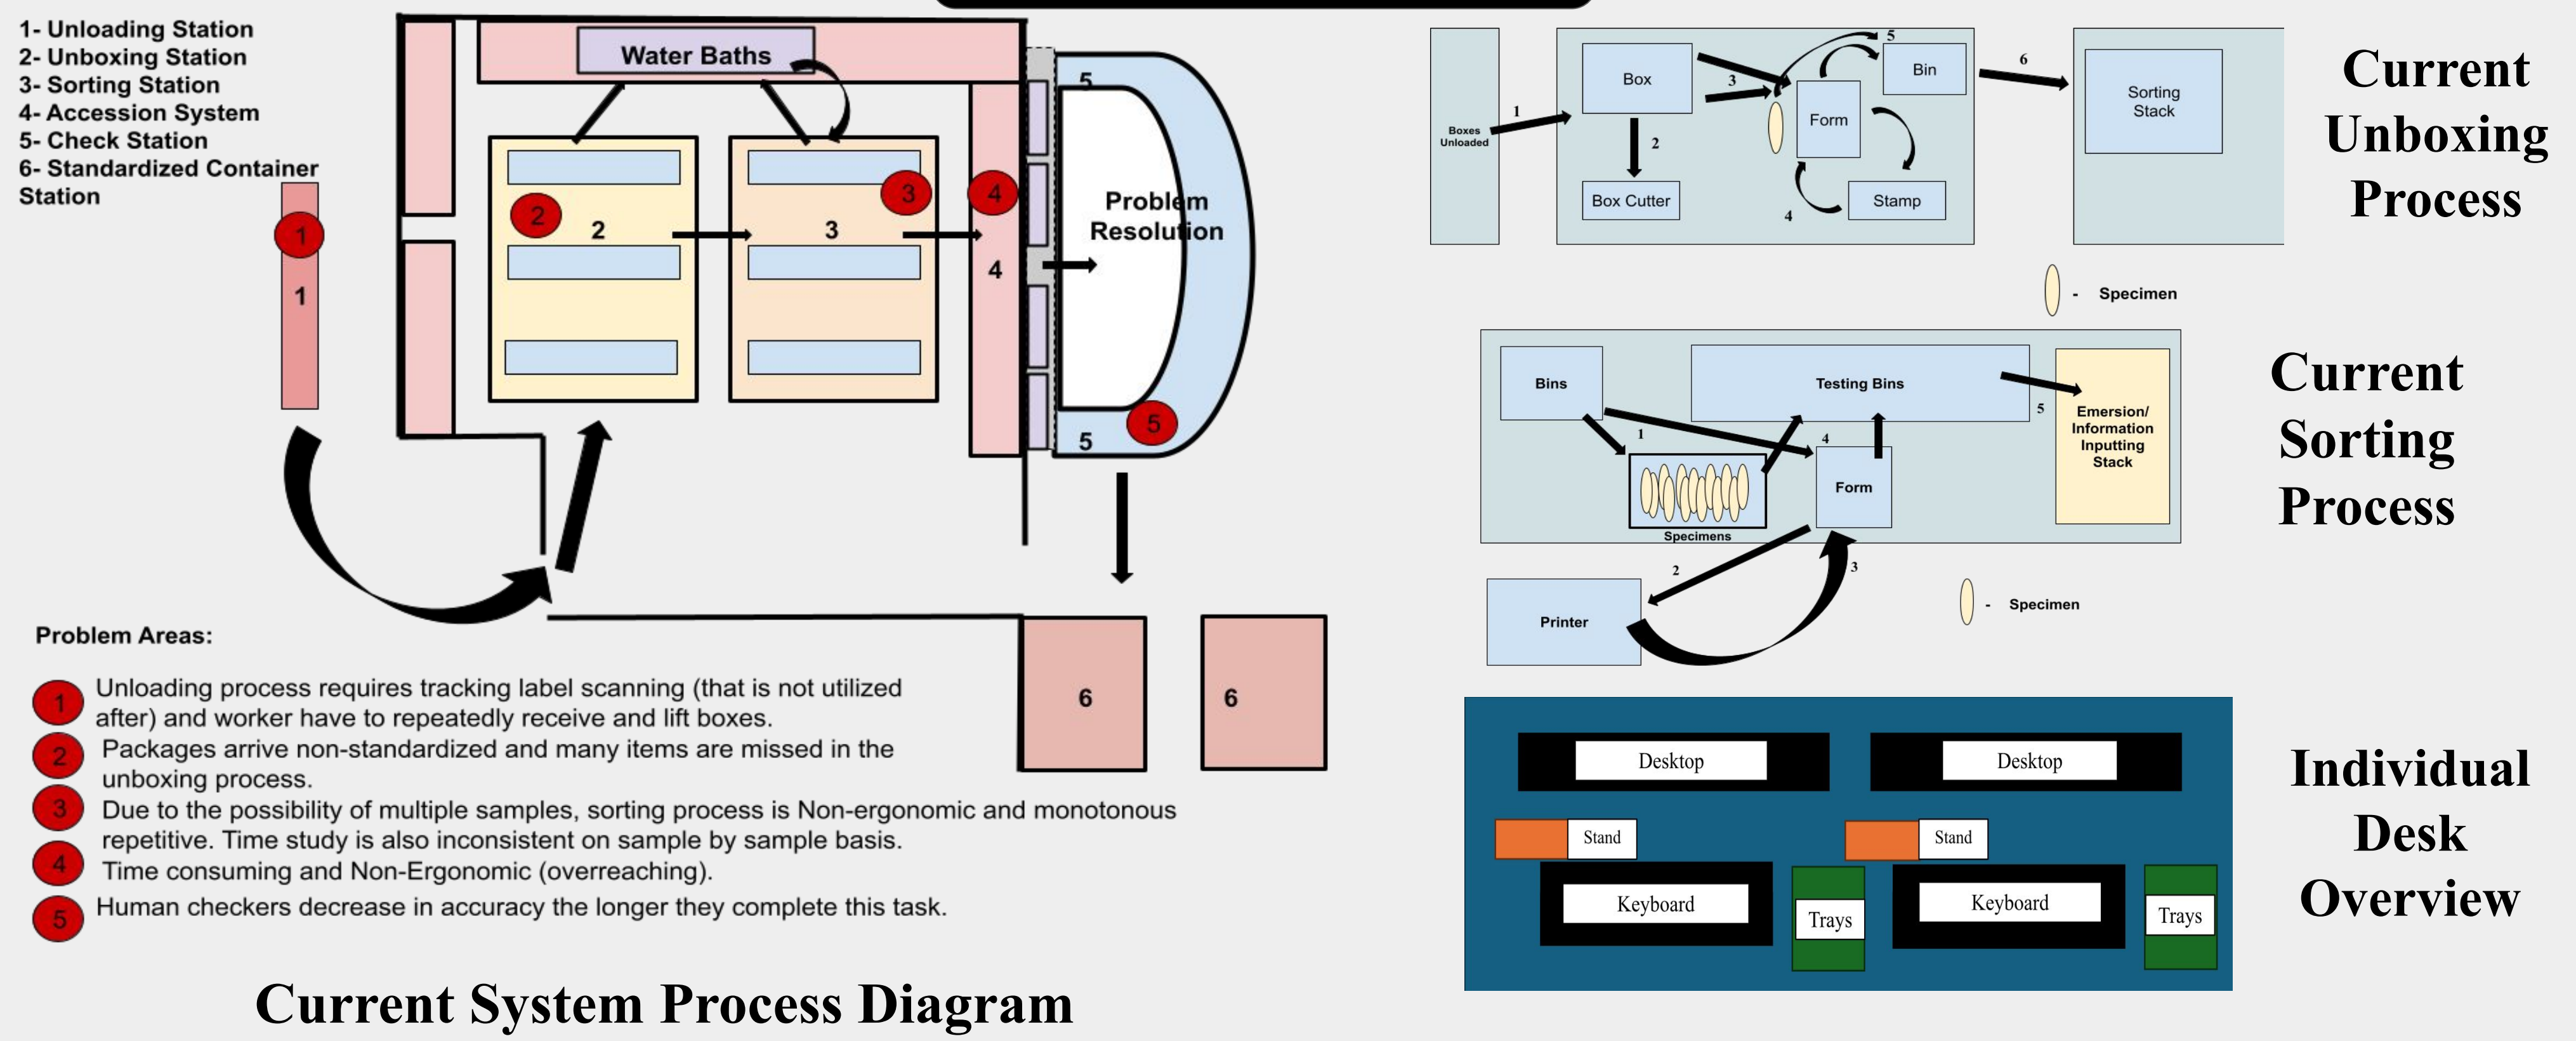 1- Unloading Station
2- Unboxing Station
3- Sorting Station
4- Accession System
5- Check Station
6- Standardized Container
Station
Water Baths
1
1
2
2
3
3
4
4
5
Problem
Resolution
5
5
6
6
Problem Areas:
1 Unloading process requires tracking label scanning (that is not utilized
after) and worker have to repeatedly receive and lift boxes.
2 Packages arrive non-standardized and many items are missed in the
unboxing process.
3 Due to the possibility of multiple samples, sorting process is Non-ergonomic and monotonous
repetitive. Time study is also inconsistent on sample by sample basis.
4 Time consuming and Non-Ergonomic (overreaching).
5 Human checkers decrease in accuracy the longer they complete this task.
Current System Process Diagram
Boxes
Unloaded
1
Box
2
Box Cutter
3
Form
4
Stamp
5
Bin
6
Sorting
Stack
Current
Unboxing
Process
- Specimen
Bins
Testing Bins
1
Specimens
4
Form
5
Emersion/
Information
Inputting
Stack
2
3
Printer
- Specimen
Current
Sorting
Process
Desktop
Desktop
Stand
Stand
Keyboard
Trays
Keyboard
Trays
Individual
Desk
Overview